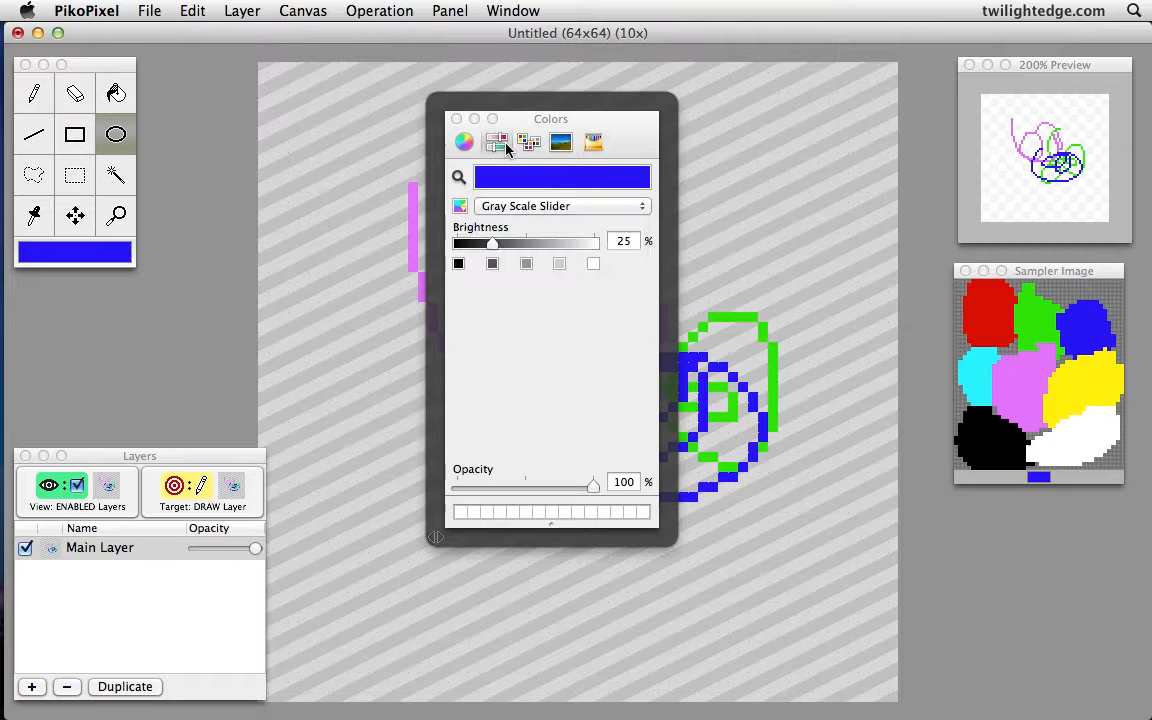 PikoPixel File Edit Layer Canvas Operation Panel Window twilightedge.com
Untitled (64x64) (10x)
200% Preview
Colors
Gray Scale Slider
Brightness
25 %
Sampler Image
Opacity
100 %
Layers
View: ENABLED Layers
Target: DRAW Layer
Name Opacity
Main Layer
+ − Duplicate